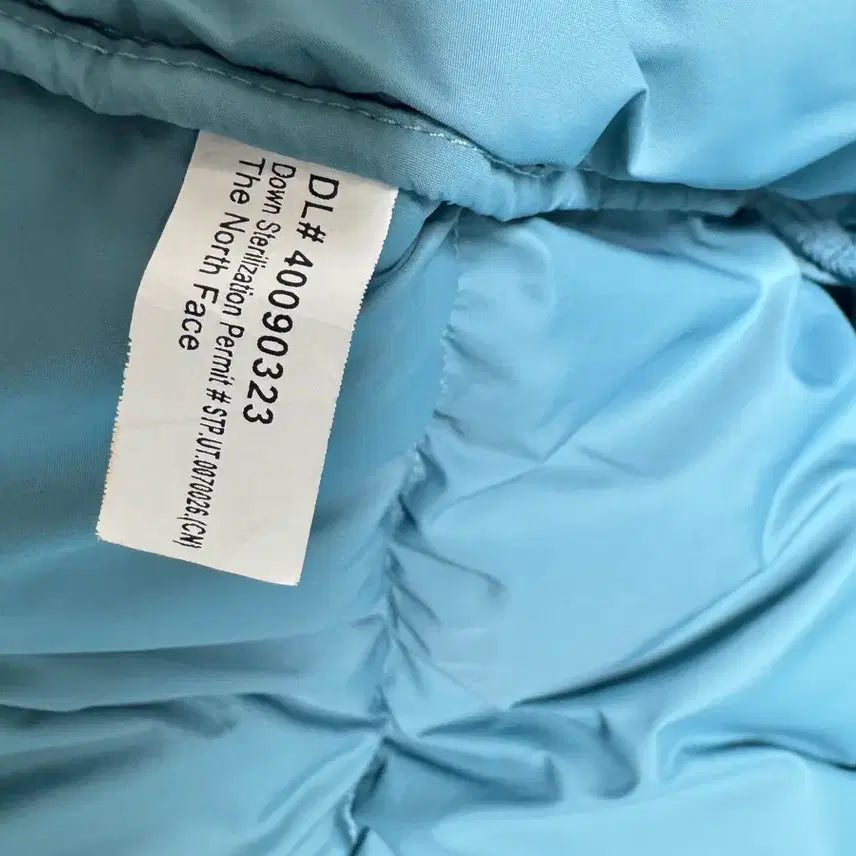 DL# 40090323
Down Sterilization Permit # STP.UT.0070026.(CN)
The North Face